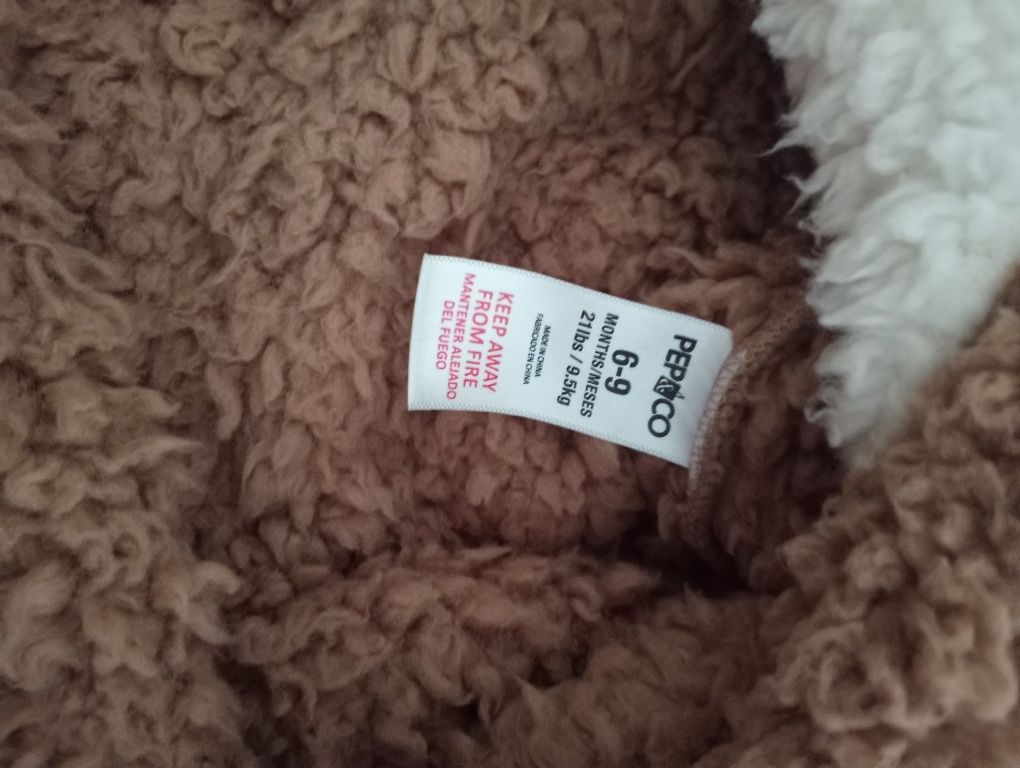 PEP&CO
6-9
MONTHS/MESES
21lbs / 9.5kg
MADE IN CHINA
FABRICADO EN CHINA
KEEP AWAY
FROM FIRE
MANTENER ALEJADO
DEL FUEGO